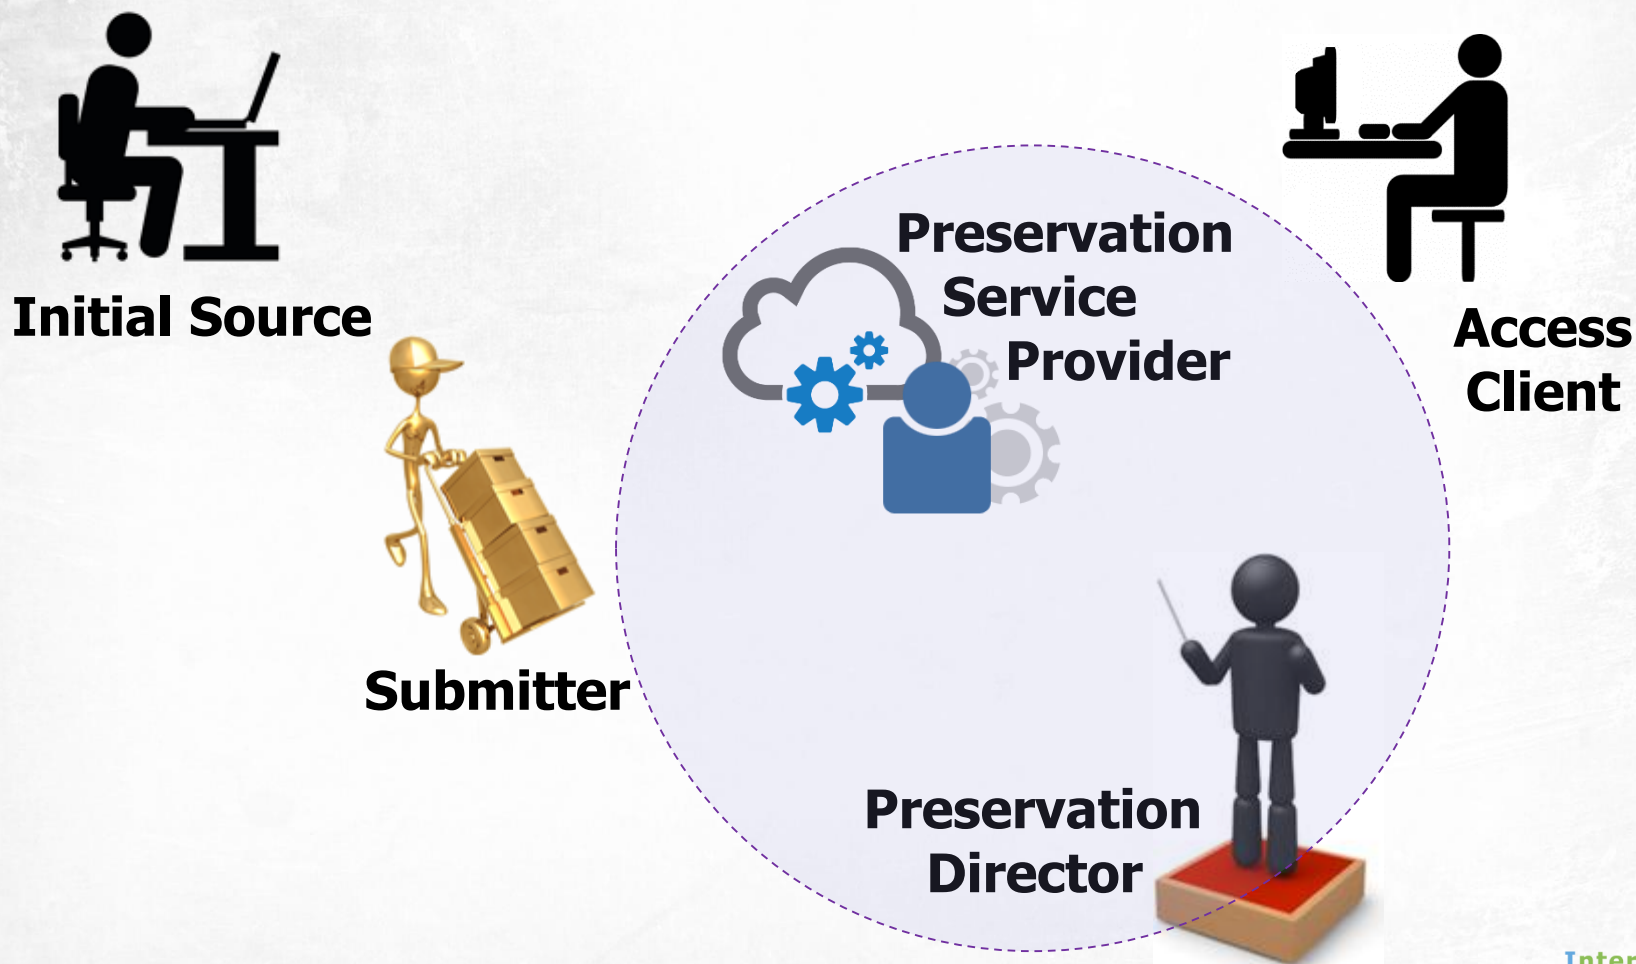 Initial Source
Submitter
Preservation
Service
Provider
Access
Client
Preservation
Director